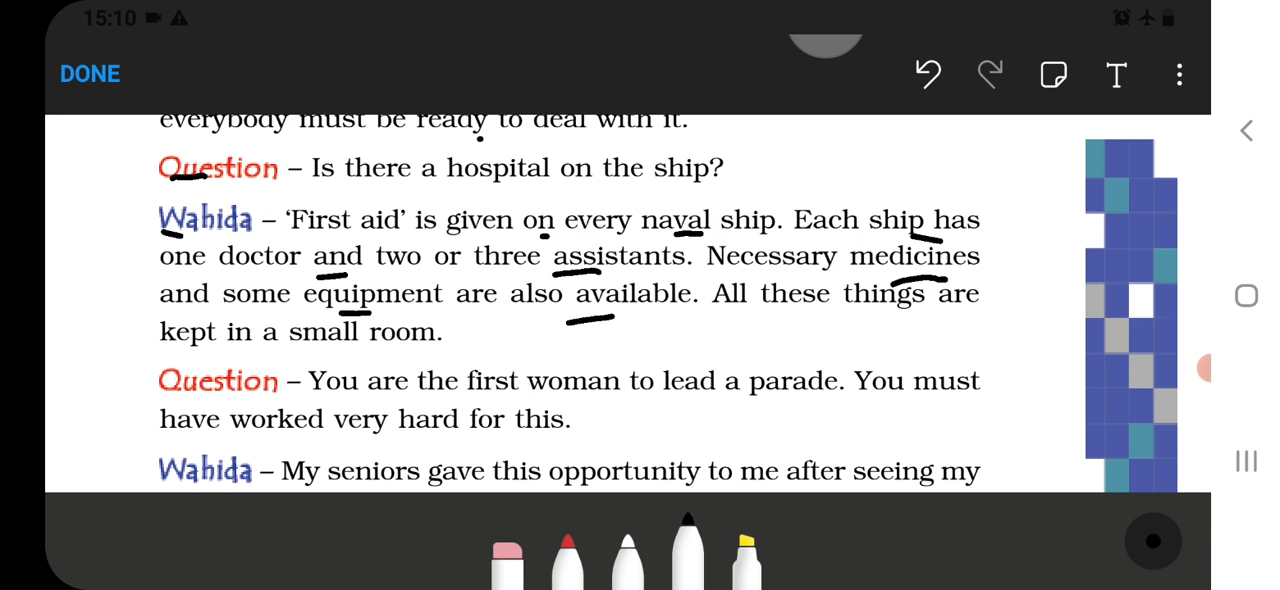 15:10
DONE
T
everybody must be ready to deal with it.
Question – Is there a hospital on the ship?
Wahida – ‘First aid’ is given on every naval ship. Each ship has
one doctor and two or three assistants. Necessary medicines
and some equipment are also available. All these things are
kept in a small room.
Question – You are the first woman to lead a parade. You must
have worked very hard for this.
Wahida – My seniors gave this opportunity to me after seeing my